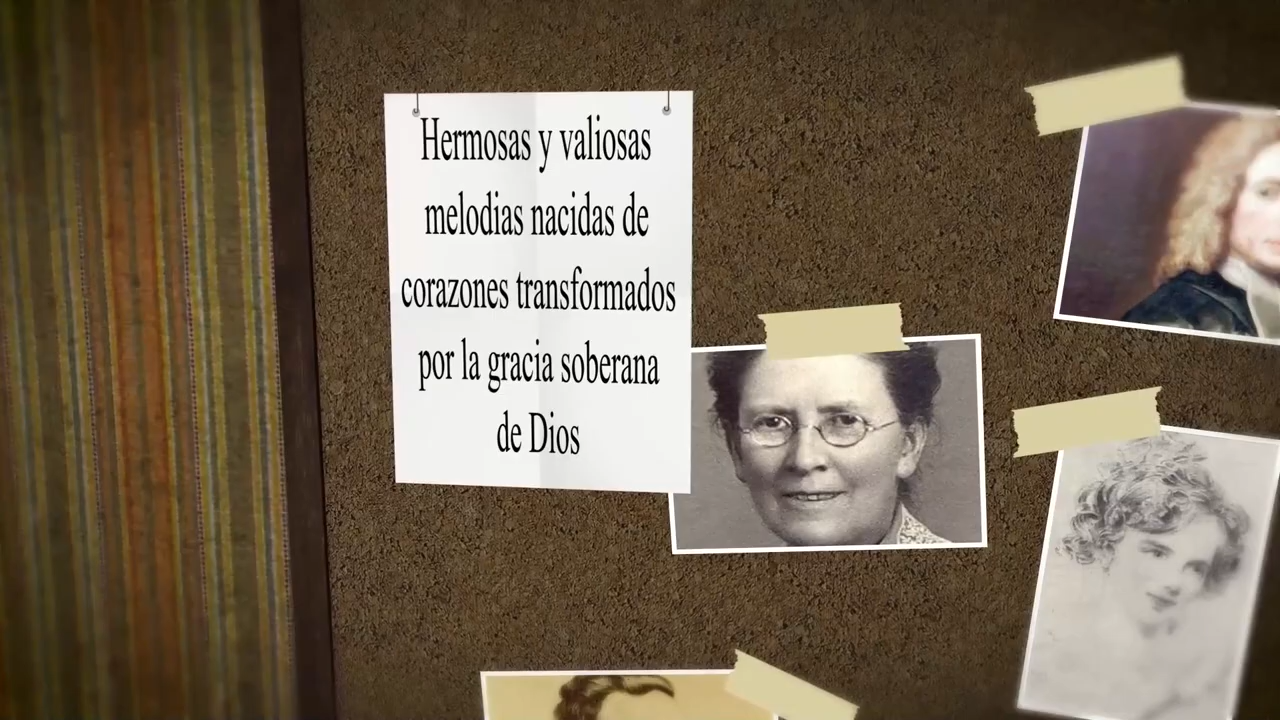 Hermosas y valiosas
melodias nacidas de
corazones transformados
por la gracia soberana
de Dios